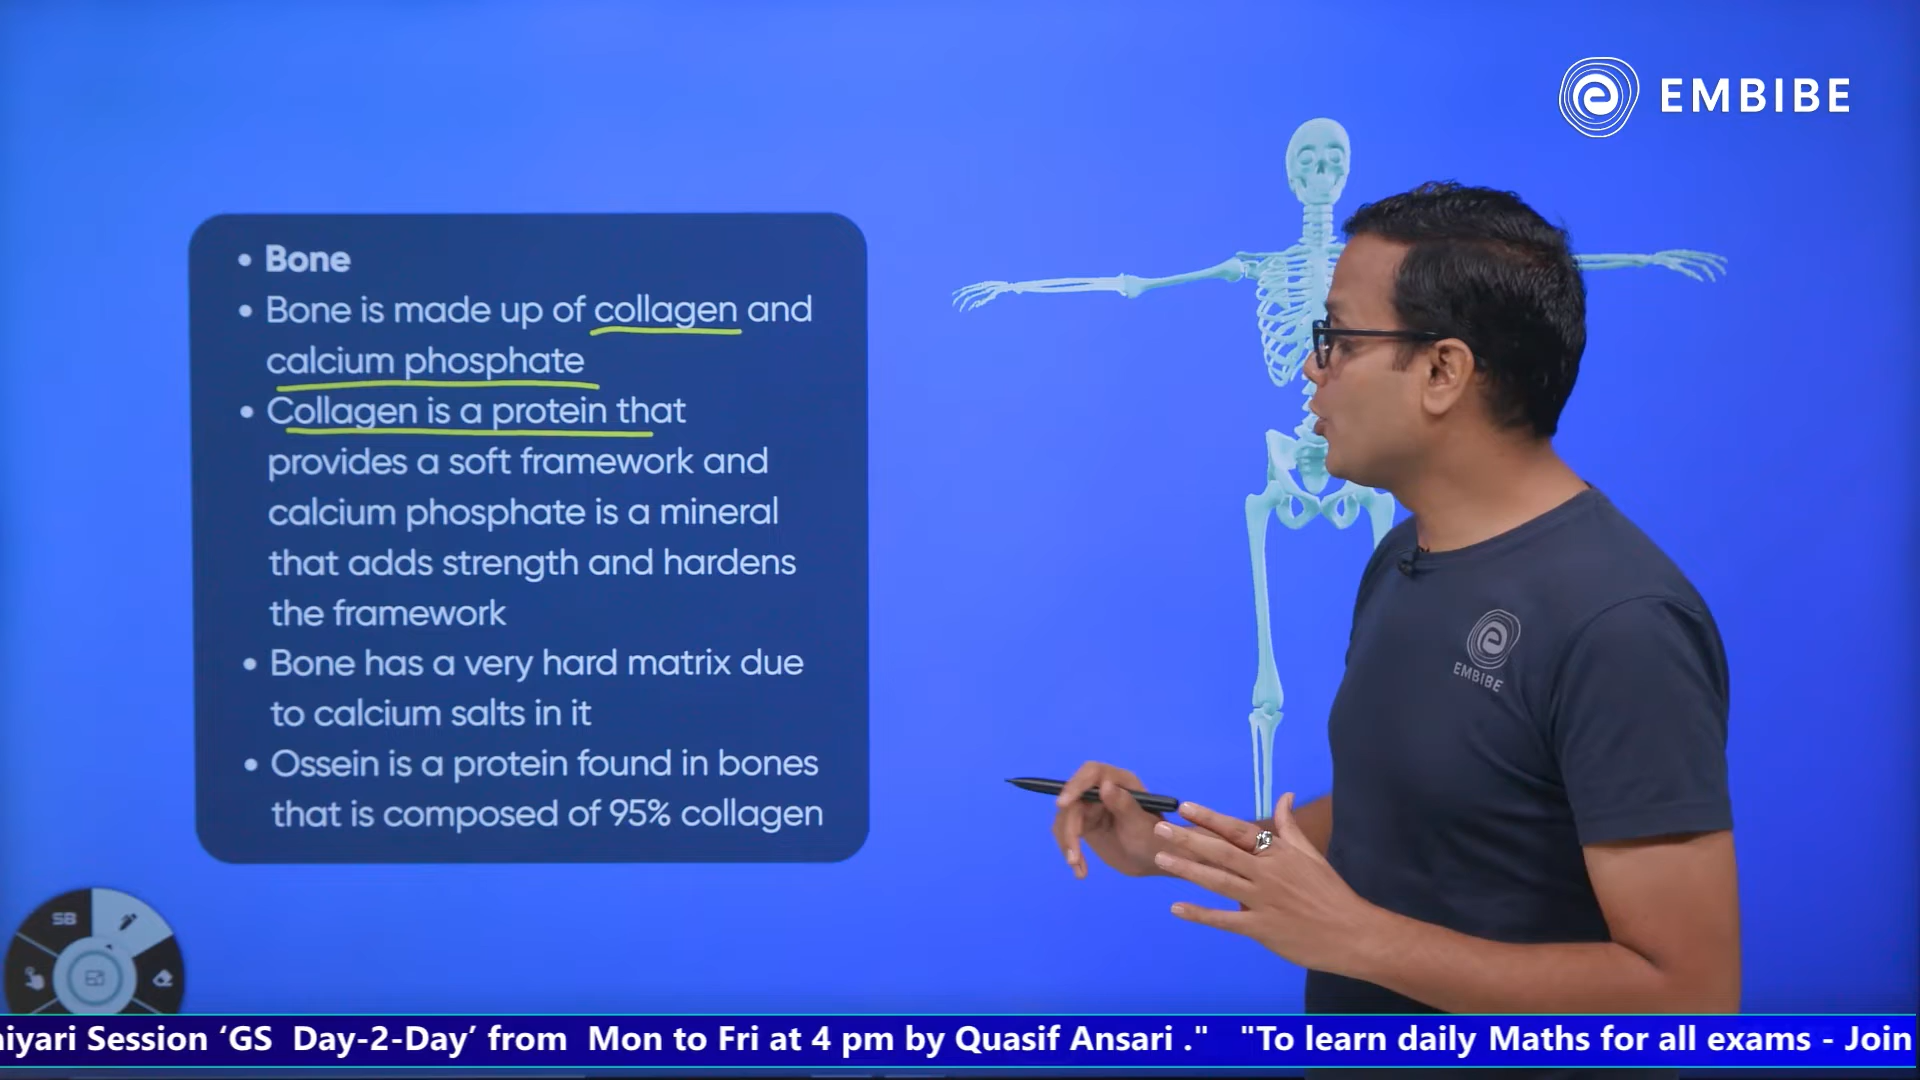 EMBIBE
• Bone
• Bone is made up of collagen and
calcium phosphate
• Collagen is a protein that
provides a soft framework and
calcium phosphate is a mineral
that adds strength and hardens
the framework
• Bone has a very hard matrix due
to calcium salts in it
• Ossein is a protein found in bones
that is composed of 95% collagen
EMBIBE
SB
Session ‘GS Day-2-Day’ from Mon to Fri at 4 pm by Quasif Ansari ." "To learn daily Maths for all exams - Join